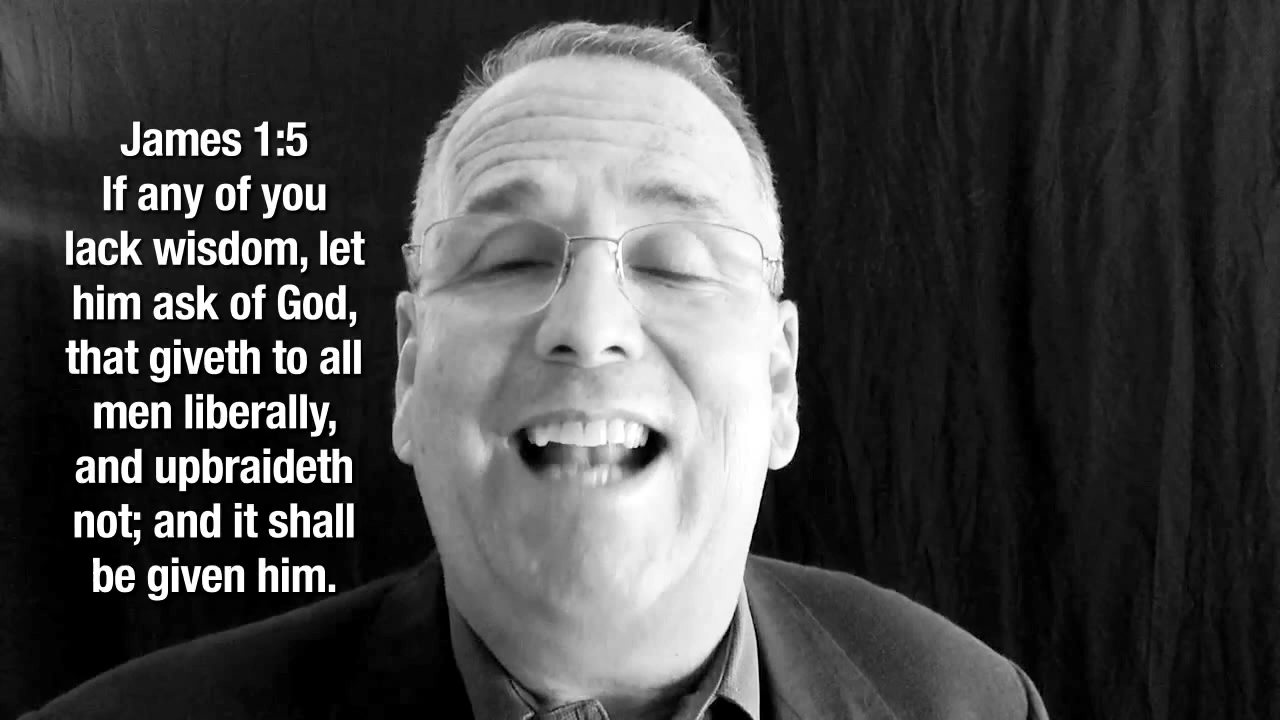 James 1:5
If any of you
lack wisdom, let
him ask of God,
that giveth to all
men liberally,
and upbraideth
not; and it shall
be given him.